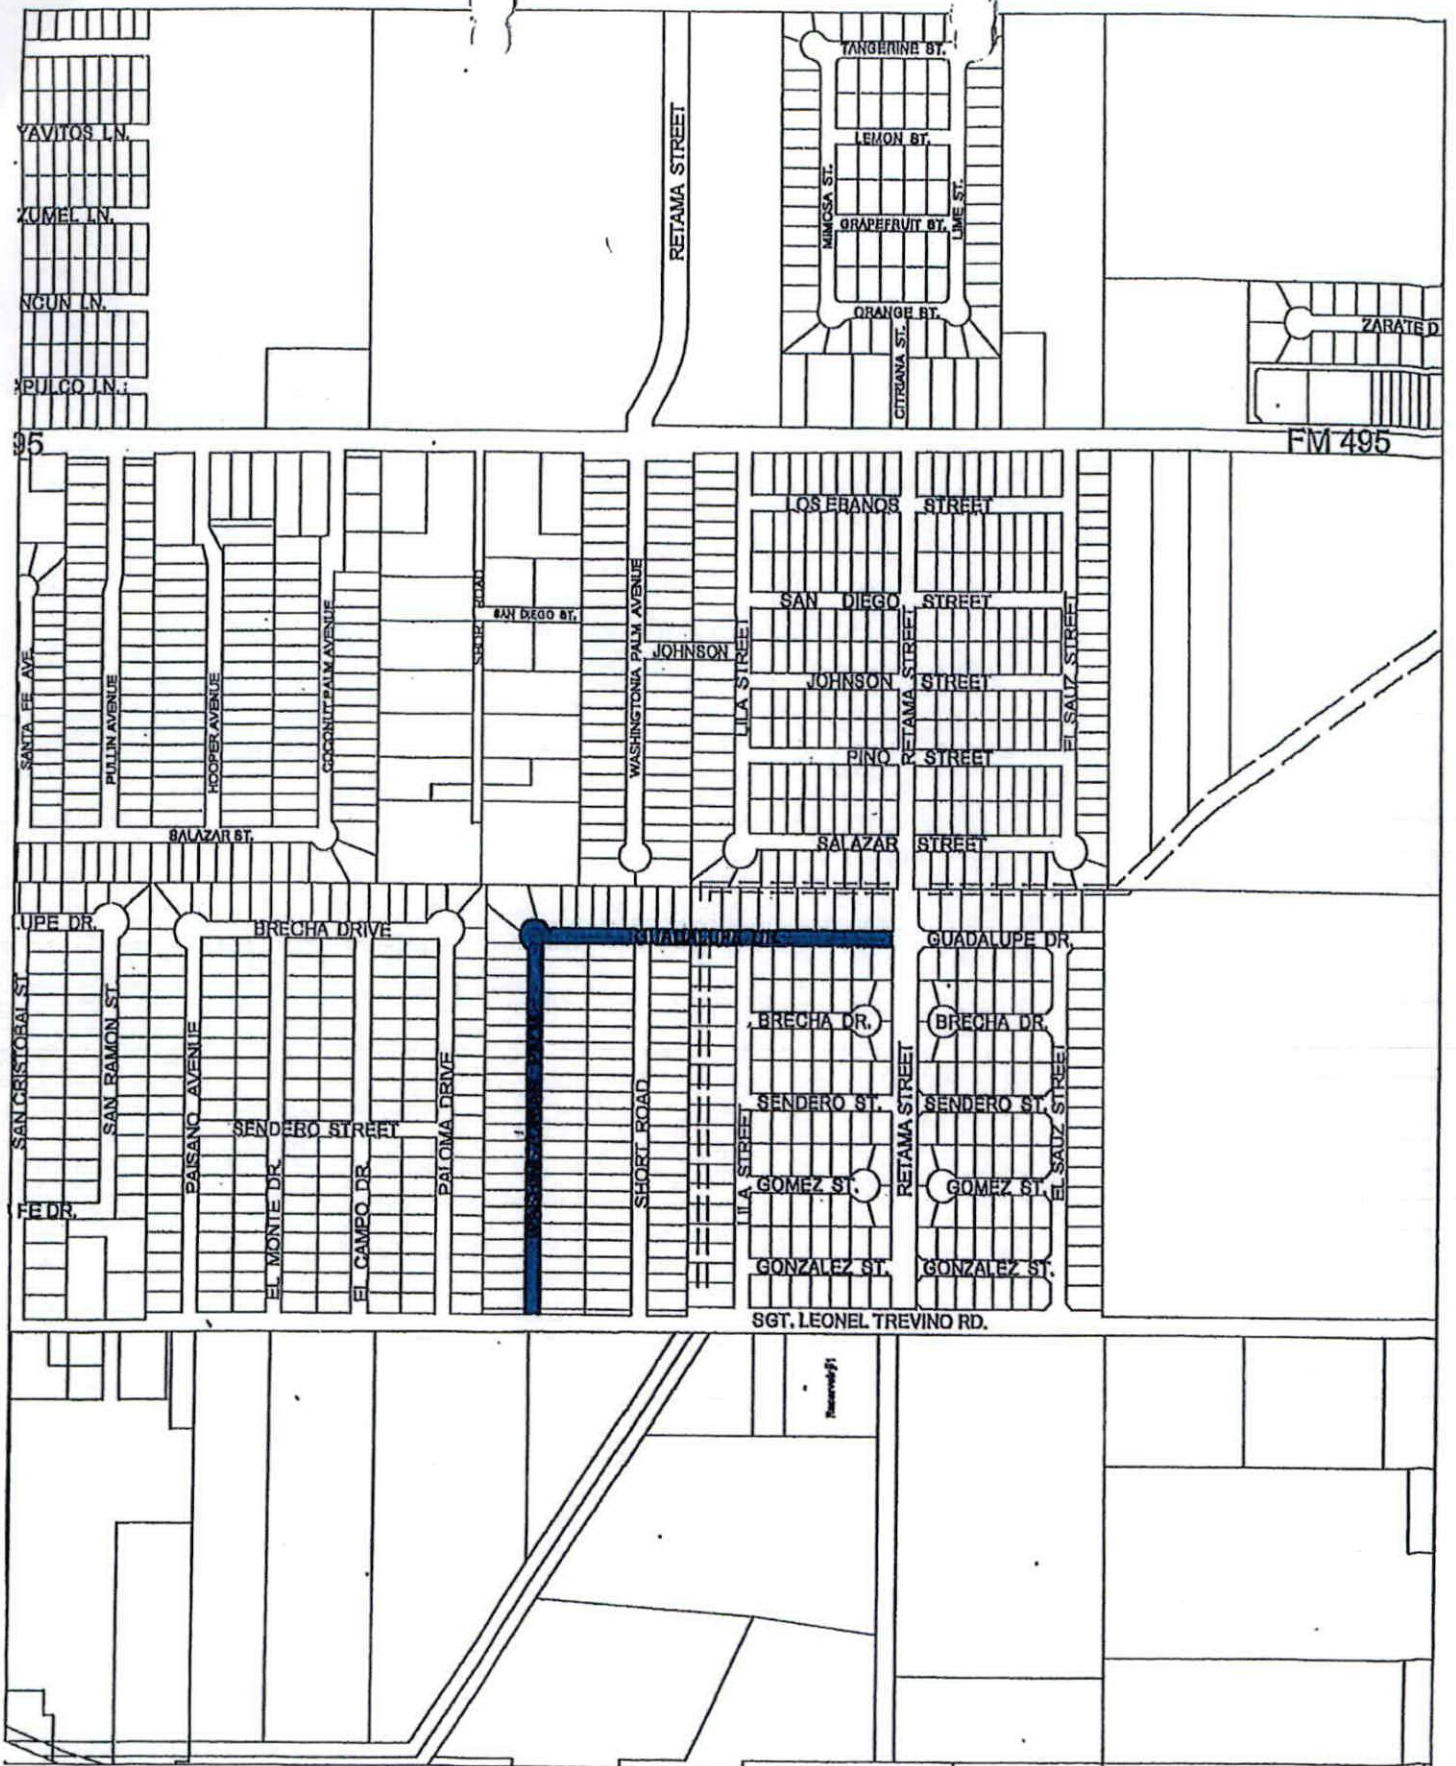 TANGERINE ST.
YAVITOS LN.
LEMON ST.
RETAMA STREET
MIMOSA ST.
LIME ST.
ZUMEL LN.
GRAPEFRUIT ST.
NCUN LN.
ORANGE ST.
ZARATE D
CITRIANA ST.
PULCO LN.
95
FM 495
LOS EBANOS STREET
SAN DIEGO STREET
SAN DIEGO ST.
JOHNSON
JOHNSON STREET
SANTA FE AVE.
PULLIN AVENUE
HOOPER AVENUE
COCONUT PALM AVENUE
WASHINGTONIA PALM AVENUE
LILA STREET
RETAMA STREET
EL SAUZ STREET
PINO STREET
SALAZAR ST.
SALAZAR STREET
UPE DR.
BRECHA DRIVE
GUADALUPE DR.
GUADALUPE DR.
SAN CRISTOBAL ST
SAN RAMON ST.
PAISANO AVENUE
PALOMA DRIVE
BRECHA DR.
BRECHA DR.
SENDERO STREET
SENDERO ST.
SENDERO ST.
SHORT ROAD
LILA STREET
RETAMA STREET
EL SAUZ STREET
GOMEZ ST.
GOMEZ ST.
FE DR.
EL MONTE DR.
EL CAMPO DR.
GONZALEZ ST.
GONZALEZ ST.
SGT. LEONEL TREVINO RD.